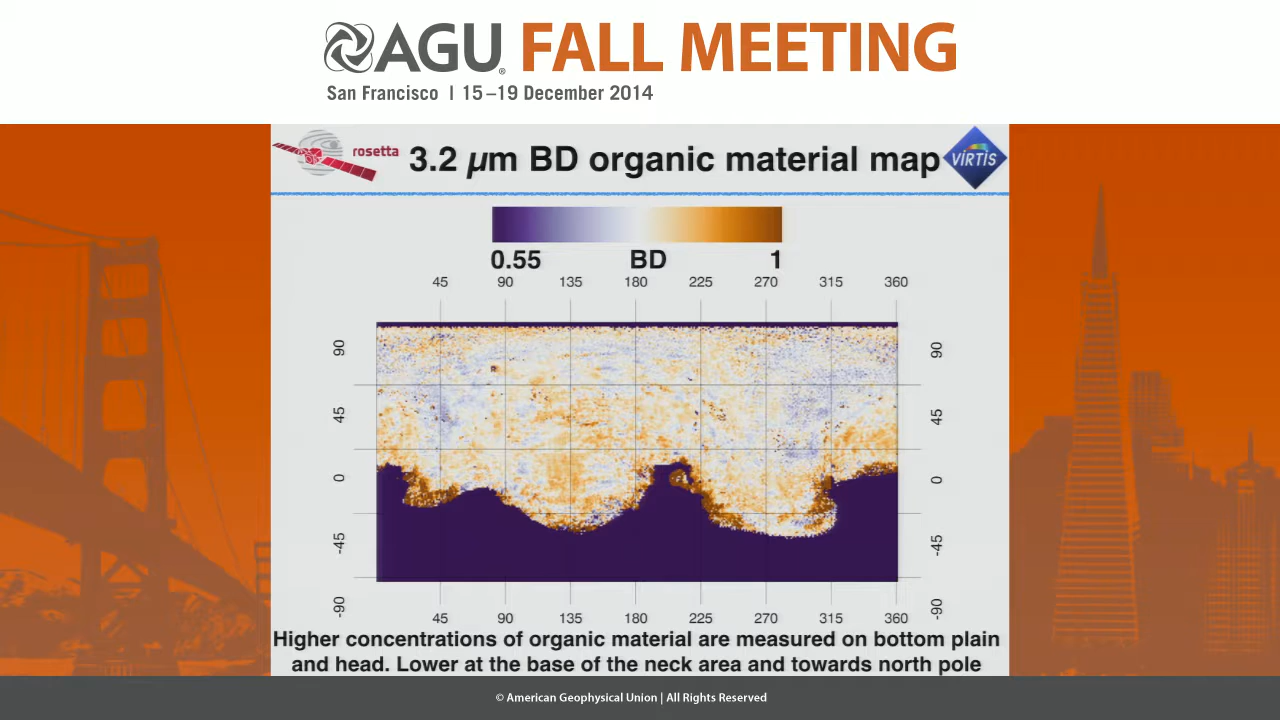 AGU® FALL MEETING
San Francisco | 15–19 December 2014
rosetta
3.2 µm BD organic material map
VIRTIS
0.55 BD 1
45 90 135 180 225 270 315 360
90 90
45 45
0 0
-45 -45
-90 -90
45 90 135 180 225 270 315 360
Higher concentrations of organic material are measured on bottom plain
and head. Lower at the base of the neck area and towards north pole
© American Geophysical Union | All Rights Reserved